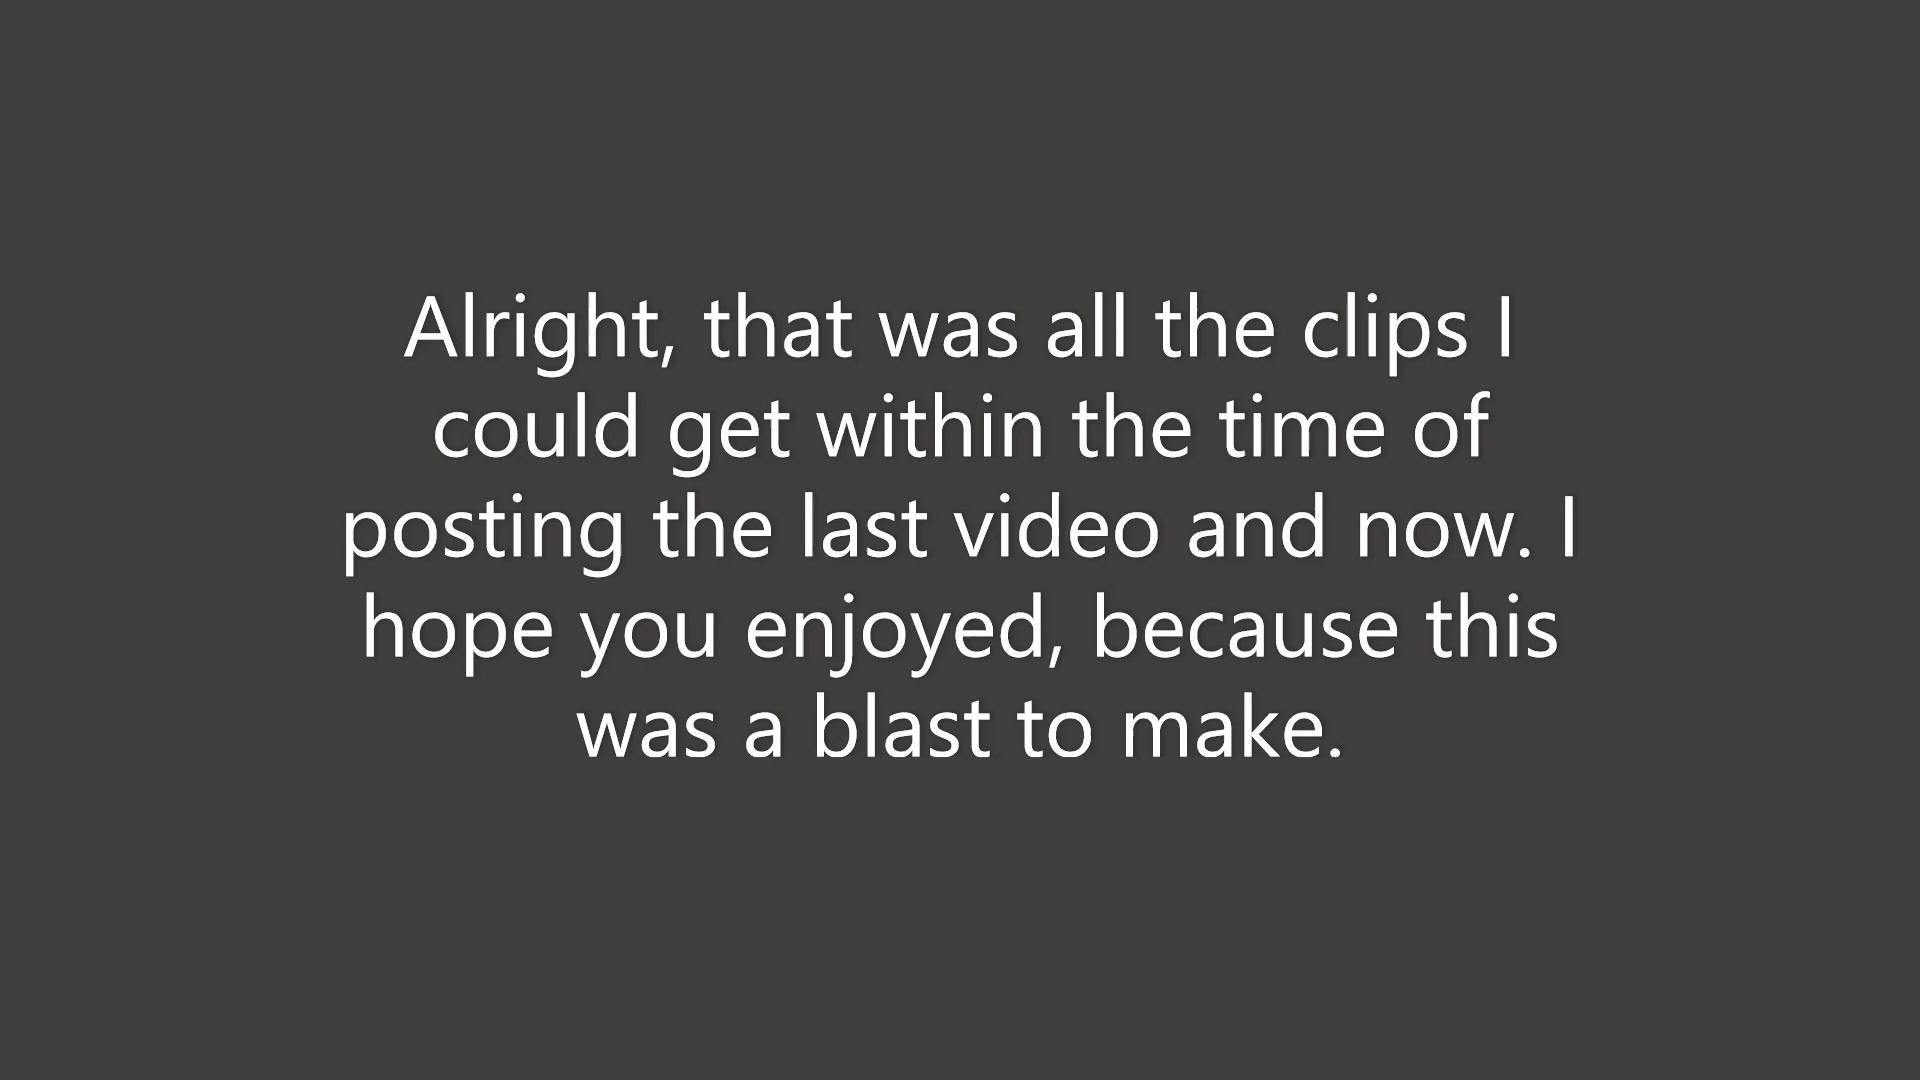 Alright, that was all the clips I
could get within the time of
posting the last video and now. I
hope you enjoyed, because this
was a blast to make.